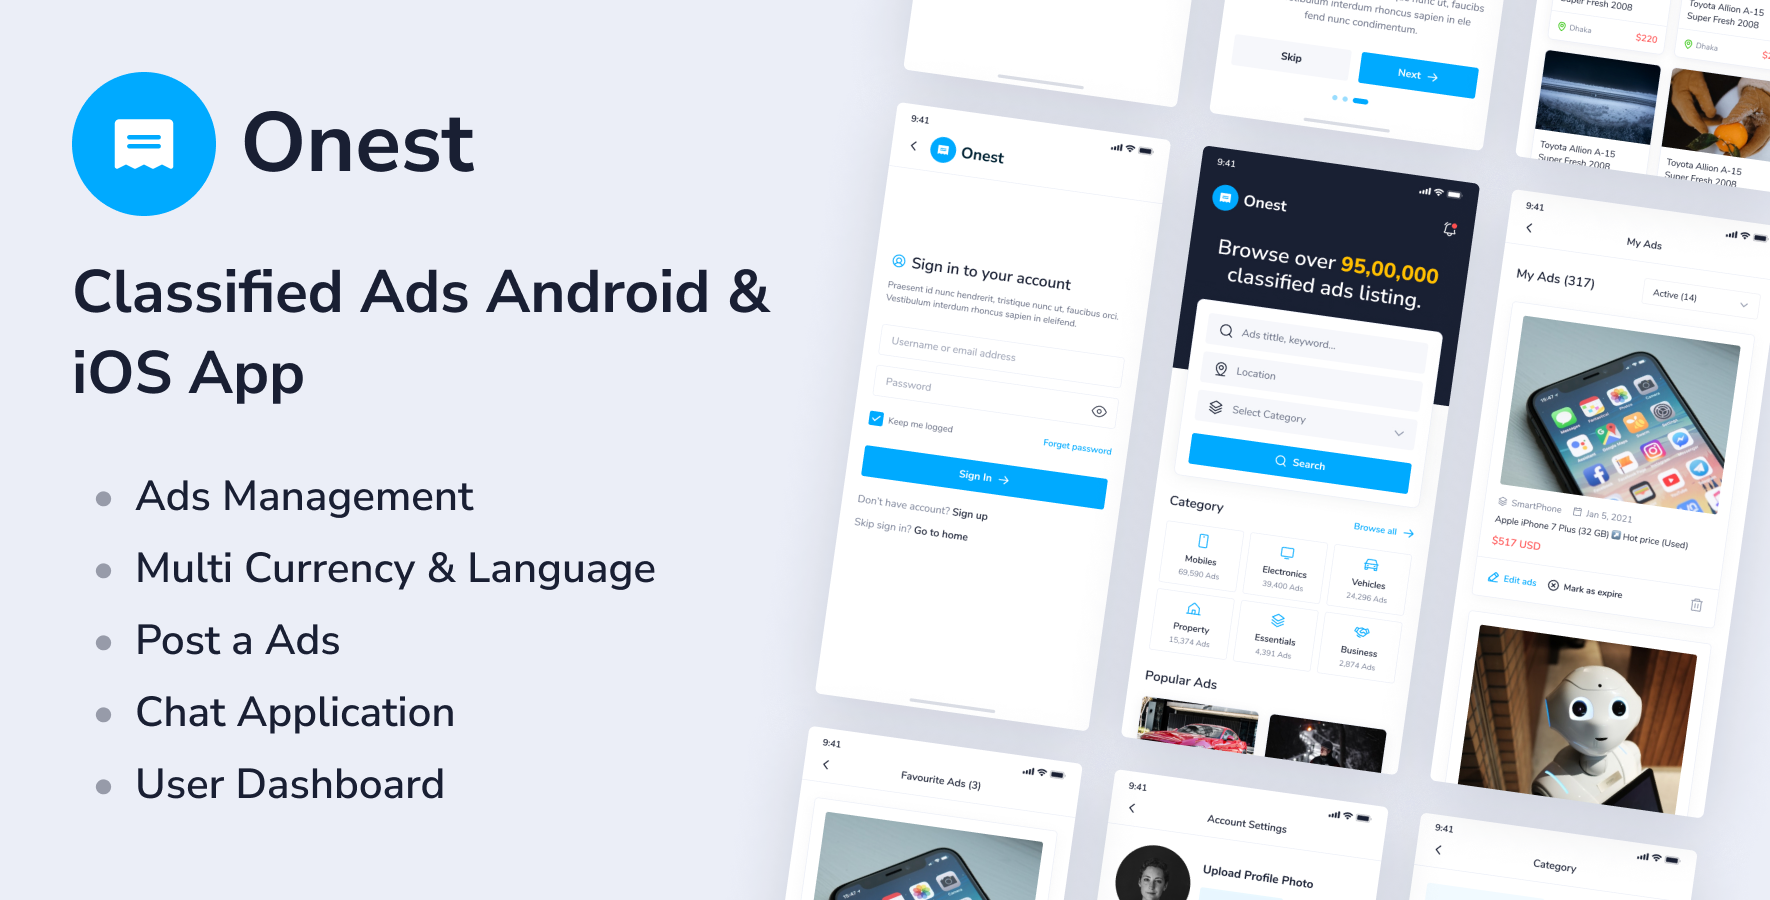 Onest
Classified Ads Android &
iOS App
Ads Management
Multi Currency & Language
Post a Ads
Chat Application
User Dashboard
nunc ut, faucibs
vestibulum interdum rhoncus sapien in ele
fend nunc condimentum.
Skip
Next
Super Fresh 2008
Dhaka
$220
Toyota Allion A-15
Super Fresh 2008
Dhaka
Toyota Allion A-15
Super Fresh 2008
Toyota Allion A-15
Super Fresh 2008
9:41
Onest
Sign in to your account
Praesent id nunc hendrerit, tristique nunc ut, faucibus orci.
Vestibulum interdum rhoncus sapien in eleifend.
Username or email address
Password
Keep me logged
Forget password
Sign In
Don't have account? Sign up
Skip sign in? Go to home
9:41
Onest
Browse over 95,00,000
classified ads listing.
Ads tittle, keyword...
Location
Select Category
Search
Category
Browse all
Mobiles
69,590 Ads
Electronics
39,400 Ads
Vehicles
24,296 Ads
Property
15,374 Ads
Essentials
4,391 Ads
Business
2,874 Ads
Popular Ads
9:41
My Ads
My Ads (317)
Active (14)
SmartPhone
Jan 5, 2021
Apple iPhone 7 Plus (32 GB) Hot price (Used)
$517 USD
Edit ads
Mark as expire
9:41
Favourite Ads (3)
9:41
Account Settings
Upload Profile Photo
9:41
Category